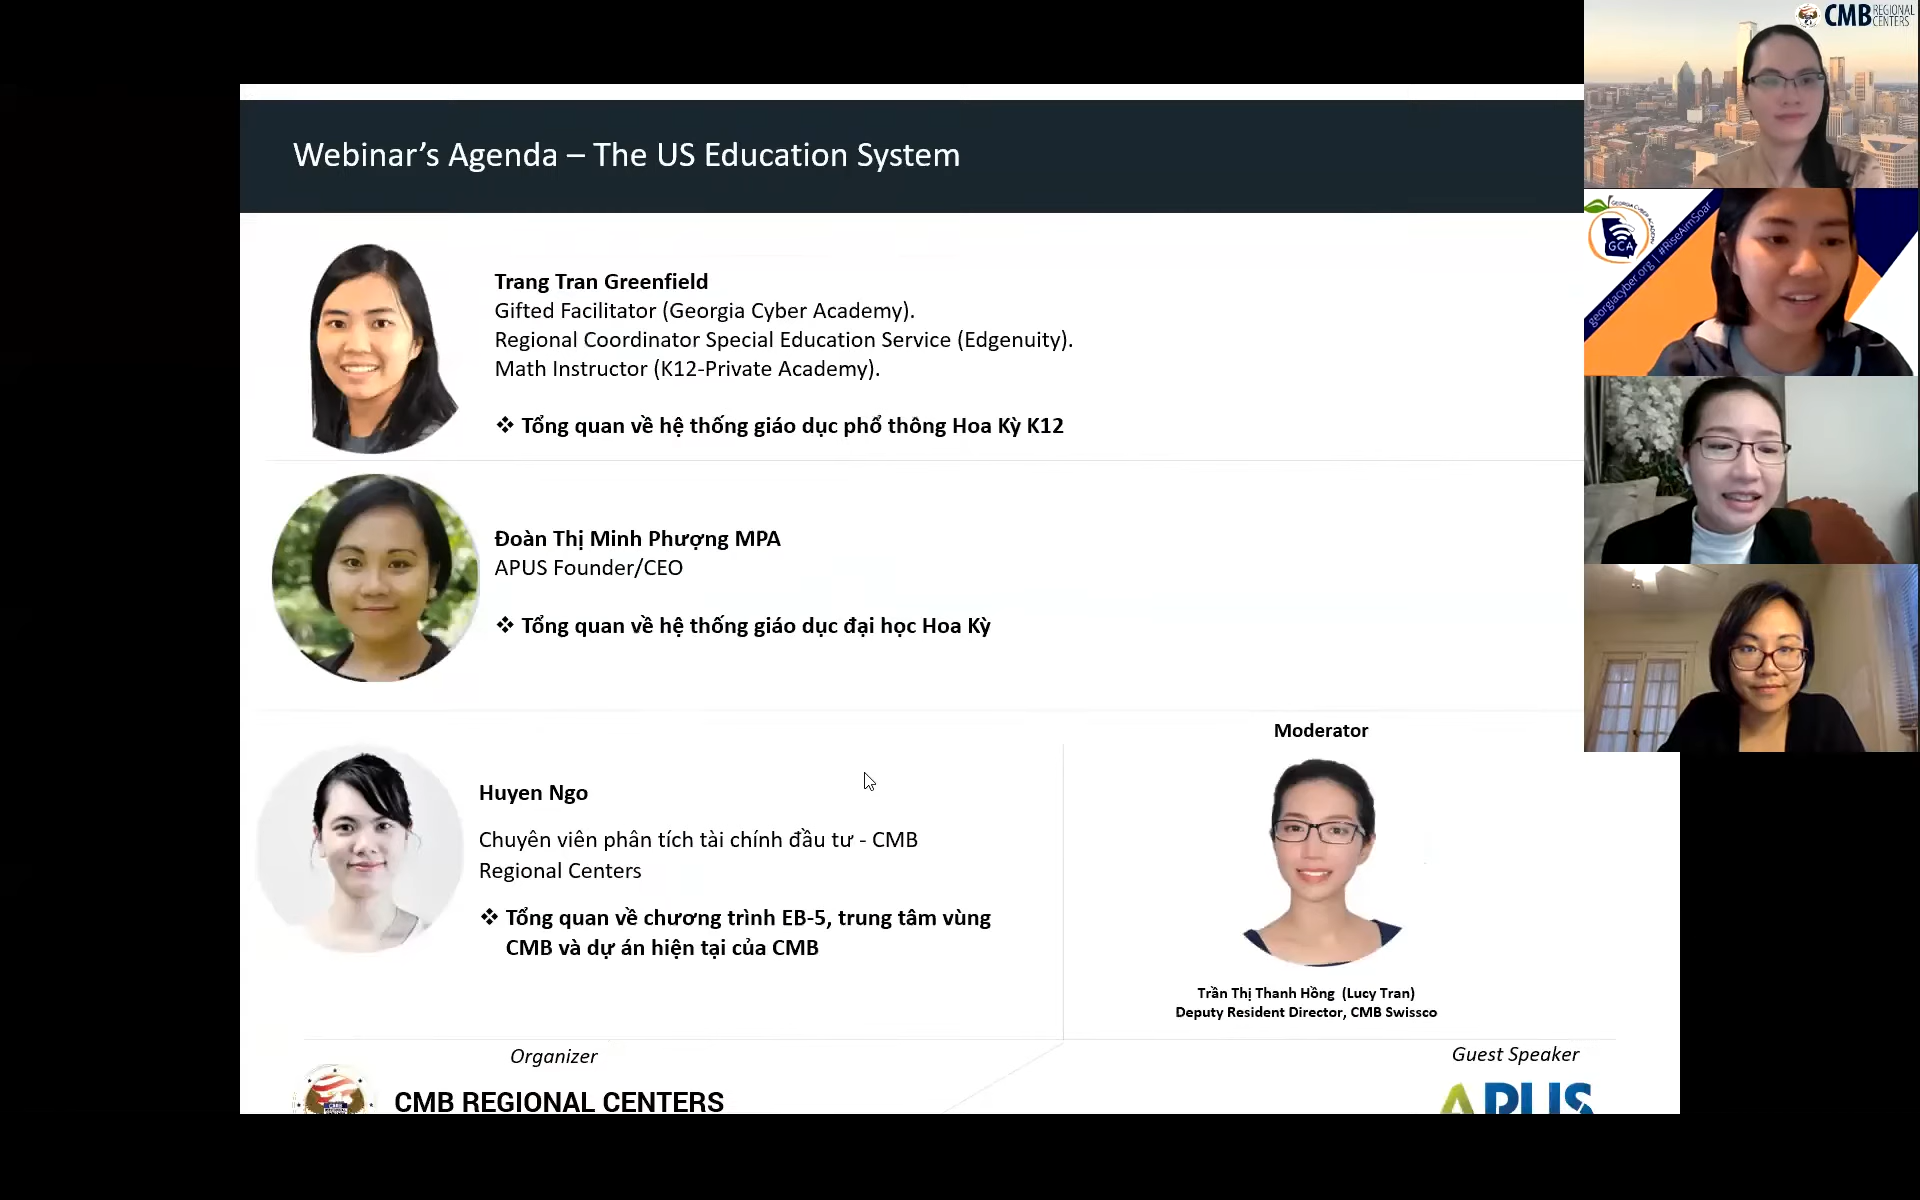 Webinar's Agenda – The US Education System
Trang Tran Greenfield
Gifted Facilitator (Georgia Cyber Academy).
Regional Coordinator Special Education Service (Edgenuity).
Math Instructor (K12-Private Academy).
❖ Tổng quan về hệ thống giáo dục phổ thông Hoa Kỳ K12
Đoàn Thị Minh Phượng MPA
APUS Founder/CEO
❖ Tổng quan về hệ thống giáo dục đại học Hoa Kỳ
Huyen Ngo
Chuyên viên phân tích tài chính đầu tư - CMB
Regional Centers
❖ Tổng quan về chương trình EB-5, trung tâm vùng
CMB và dự án hiện tại của CMB
Moderator
Trần Thị Thanh Hồng (Lucy Tran)
Deputy Resident Director, CMB Swissco
Organizer
CMB REGIONAL CENTERS
Guest Speaker
APUS
CMB REGIONAL
CENTERS
GEORGIA CYBER ACADEMY
GCA
georgiacyber.org | #RiseAimSoar